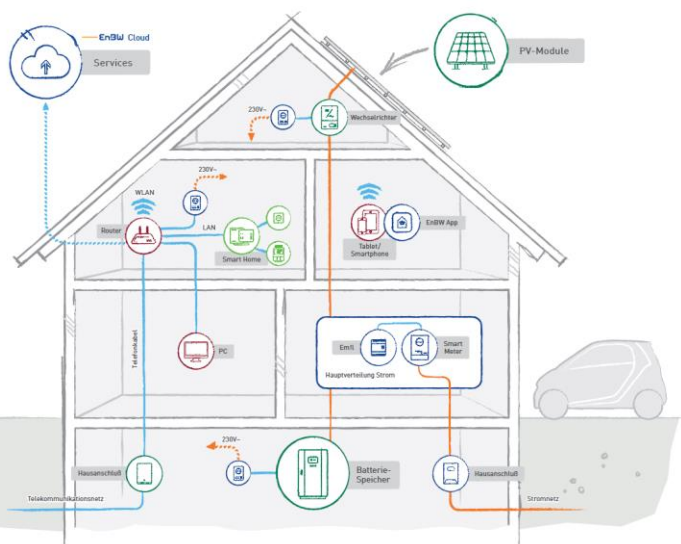 EnBW Cloud
Services
PV-Module
230V~
Wechselrichter
230V~
WLAN
Router
LAN
Smart Home
EnBW App
Tablet/
Smartphone
Telefonkabel
PC
EmS
Smart
Meter
Hauptverteilung Strom
230V~
Hausanschluß
Batterie-
Speicher
Hausanschluß
Telekommunikationsnetz
Stromnetz